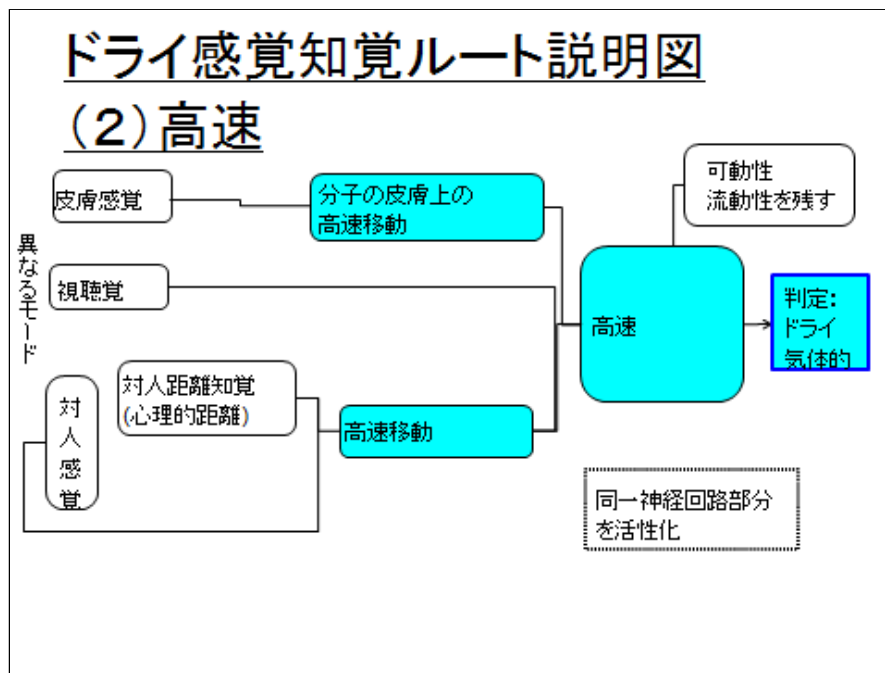 ドライ感覚知覚ルート説明図
（２）高速
皮膚感覚
分子の皮膚上の
高速移動
可動性
流動性を残す
異なるモード
視聴覚
高速
判定：
ドライ
気体的
対人感覚
対人距離知覚
(心理的距離)
高速移動
同一神経回路部分
を活性化